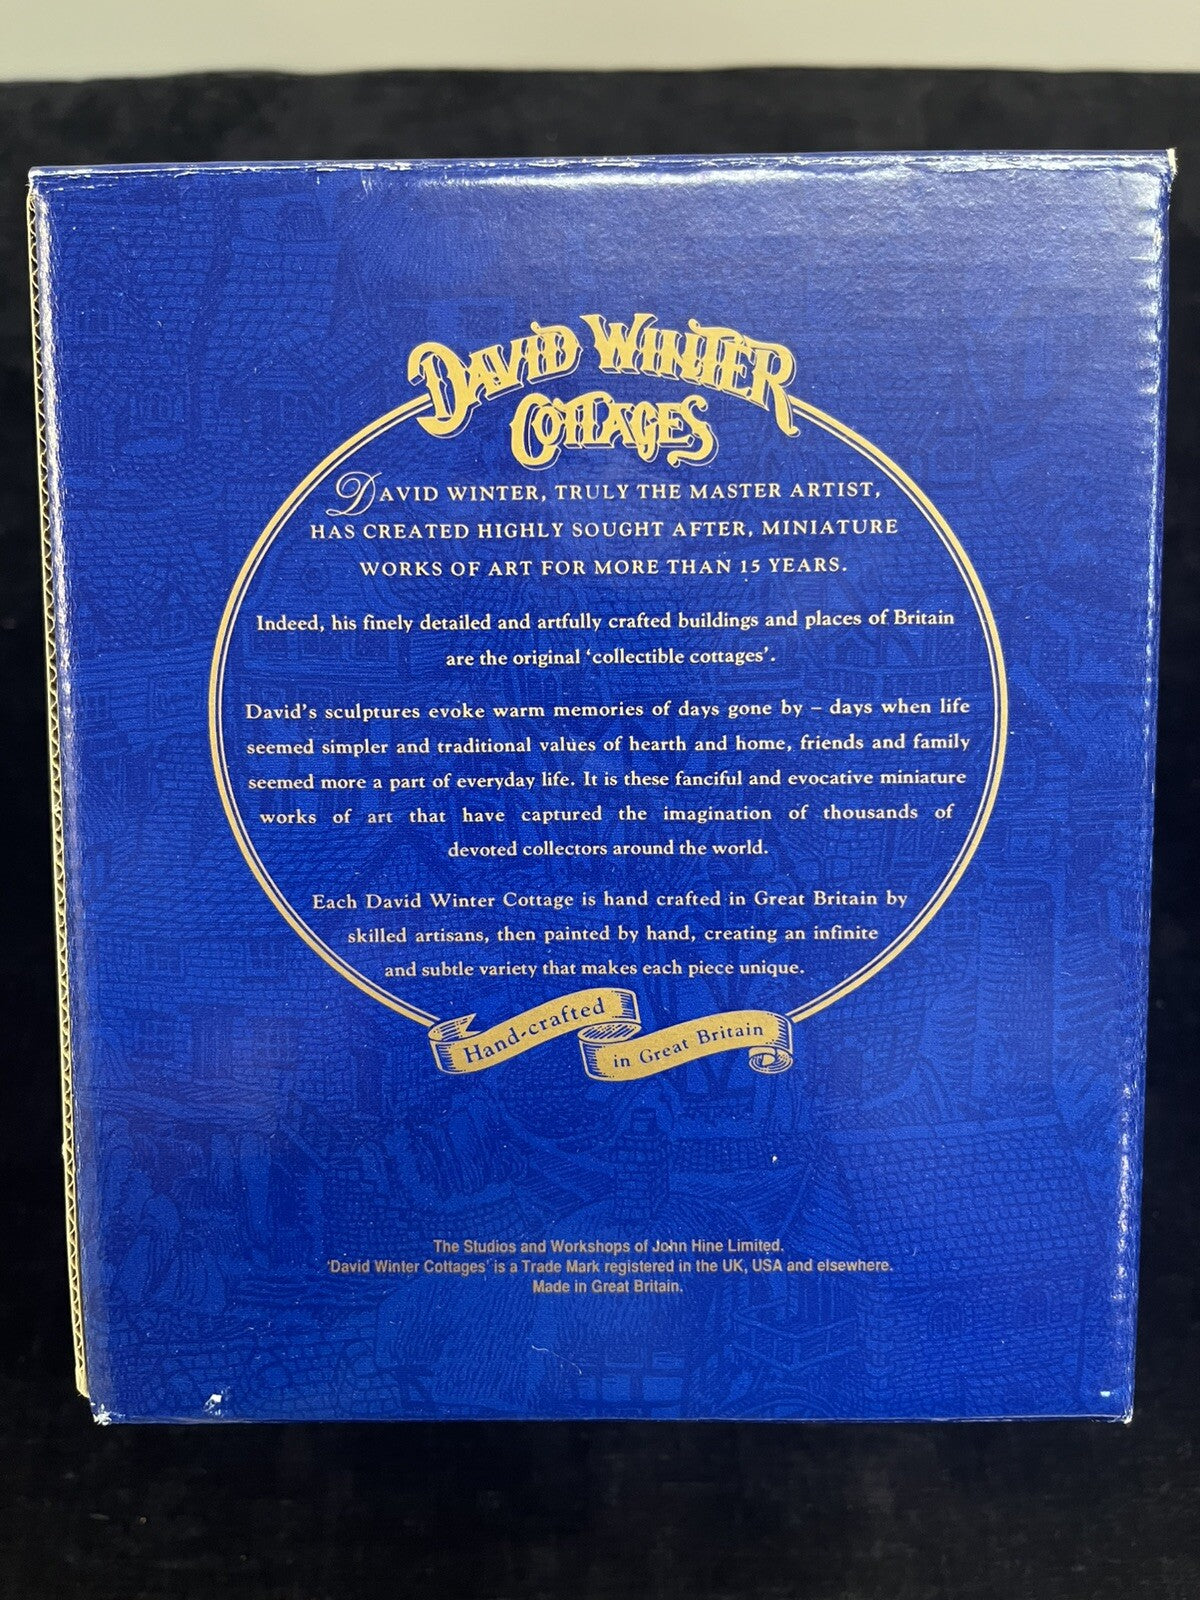 DAVID WINTER
COTTAGES
DAVID WINTER, TRULY THE MASTER ARTIST,
HAS CREATED HIGHLY SOUGHT AFTER, MINIATURE
WORKS OF ART FOR MORE THAN 15 YEARS.
Indeed, his finely detailed and artfully crafted buildings and places of Britain
are the original ‘collectible cottages’.
David's sculptures evoke warm memories of days gone by – days when life
seemed simpler and traditional values of hearth and home, friends and family
seemed more a part of everyday life. It is these fanciful and evocative miniature
works of art that have captured the imagination of thousands of
devoted collectors around the world.
Each David Winter Cottage is hand crafted in Great Britain by
skilled artisans, then painted by hand, creating an infinite
and subtle variety that makes each piece unique.
Hand-crafted
in Great Britain
The Studios and Workshops of John Hine Limited.
'David Winter Cottages' is a Trade Mark registered in the UK, USA and elsewhere.
Made in Great Britain.